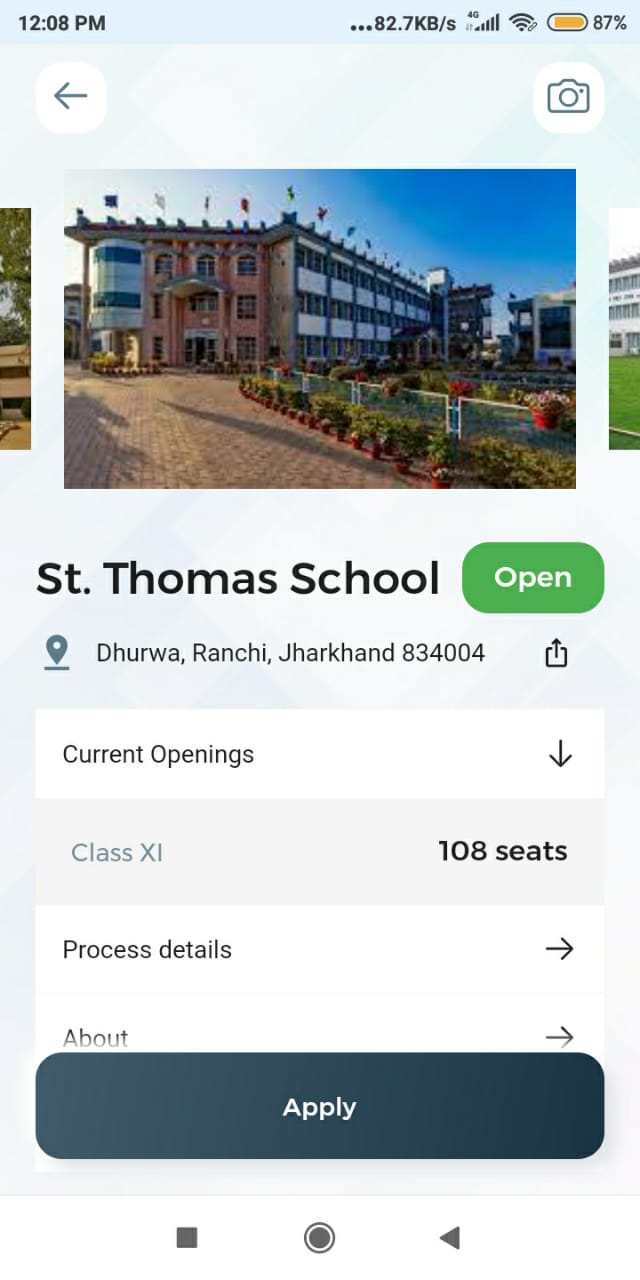 12:08 PM ...82.7KB/s 4G 87%
St. Thomas School Open
Dhurwa, Ranchi, Jharkhand 834004
Current Openings
Class XI 108 seats
Process details
About
Apply